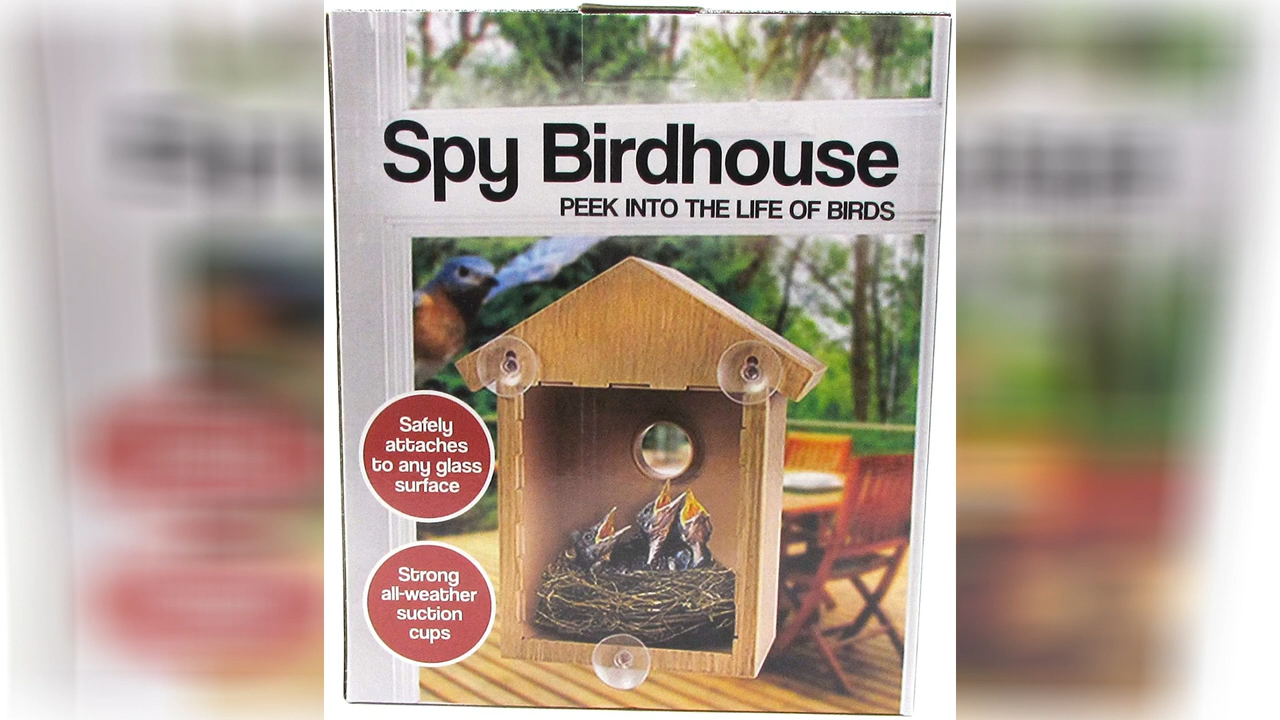 Spy Birdhouse
PEEK INTO THE LIFE OF BIRDS
Safely
attaches
to any glass
surface
Strong
all-weather
suction
cups